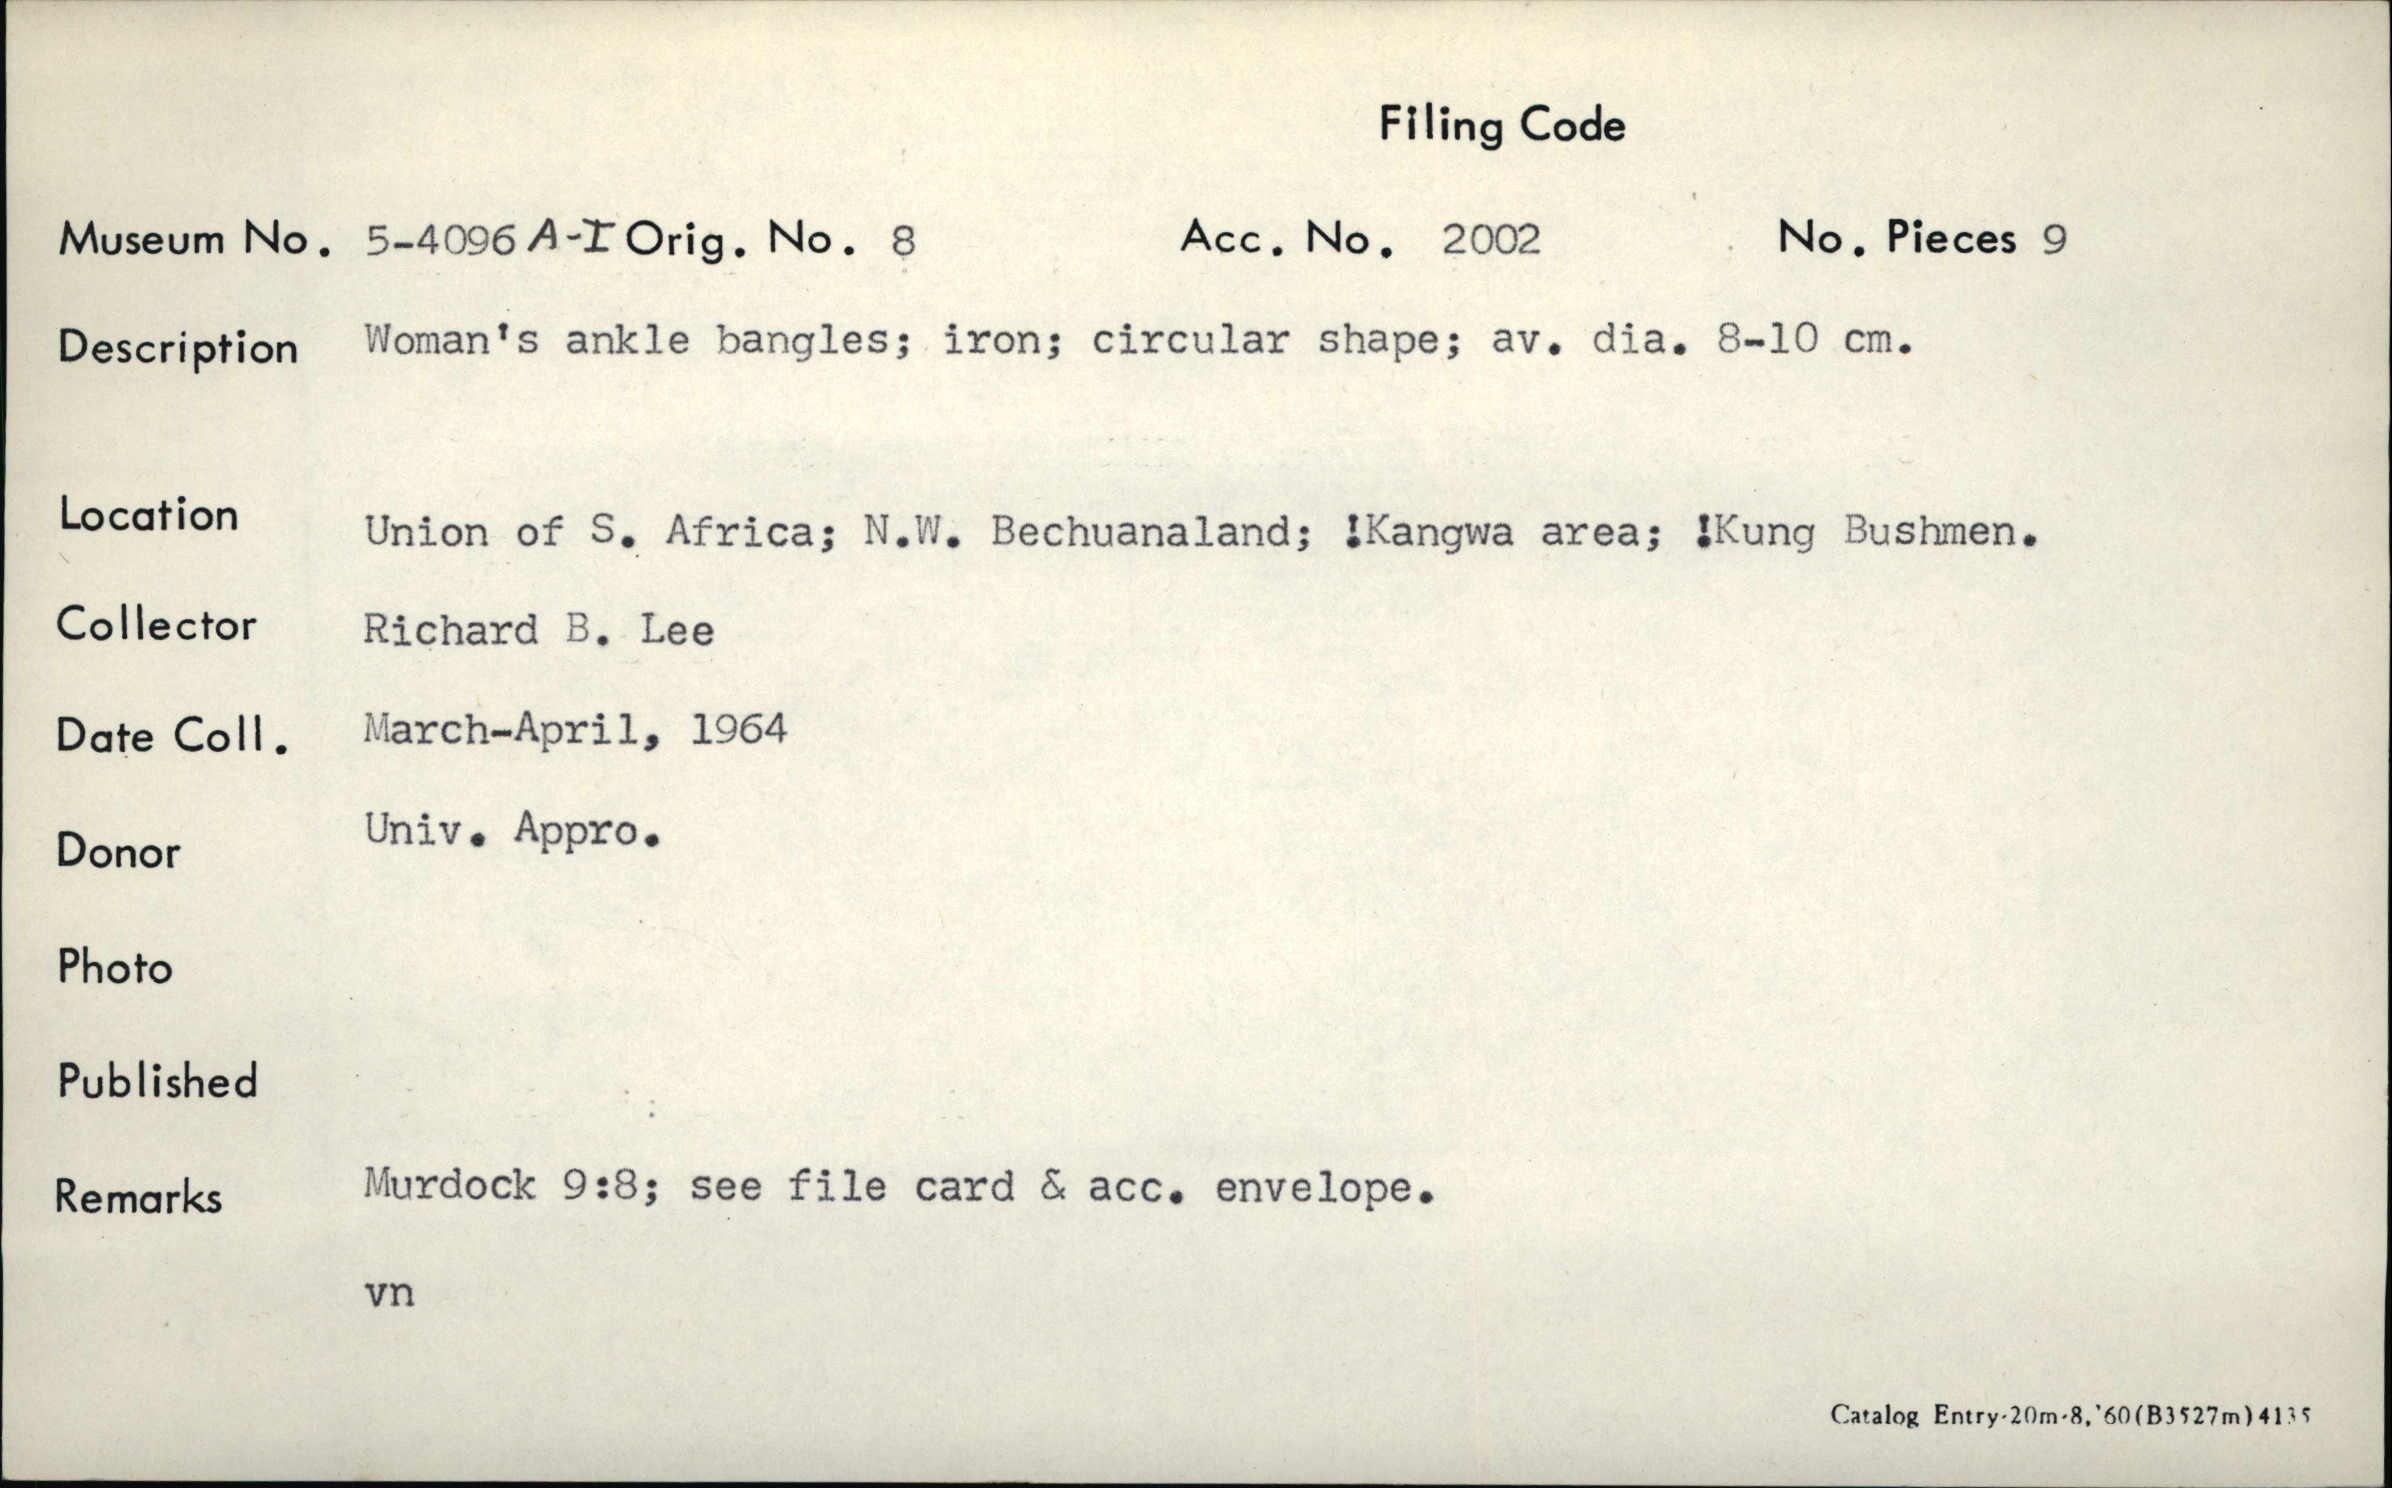 Filing Code
Museum No. 5-4096 A-I Orig. No. 8 Acc. No. 2002 No. Pieces 9
Description Woman's ankle bangles; iron; circular shape; av. dia. 8-10 cm.
Location Union of S. Africa; N.W. Bechuanaland; !Kangwa area; !Kung Bushmen.
Collector Richard B. Lee
Date Coll. March-April, 1964
Donor Univ. Appro.
Photo
Published
Remarks Murdock 9:8; see file card & acc. envelope.
vn
Catalog Entry-20m-8,'60(B3527m)4135